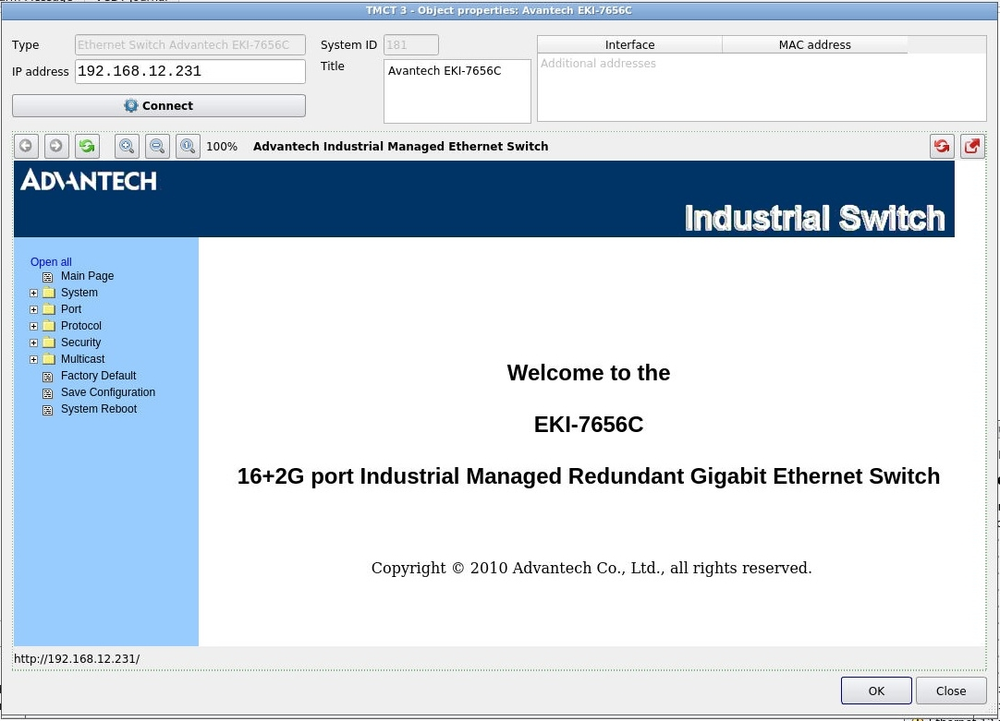 TMCT 3 - Object properties: Avantech EKI-7656C
Type
Ethernet Switch Advantech EKI-7656C
System ID
181
Interface
MAC address
IP address
192.168.12.231
Title
Avantech EKI-7656C
Additional addresses
Connect
100%
Advantech Industrial Managed Ethernet Switch
ADVANTECH
Industrial Switch
Open all
Main Page
System
Port
Protocol
Security
Multicast
Factory Default
Save Configuration
System Reboot
Welcome to the
EKI-7656C
16+2G port Industrial Managed Redundant Gigabit Ethernet Switch
Copyright © 2010 Advantech Co., Ltd., all rights reserved.
http://192.168.12.231/
OK
Close